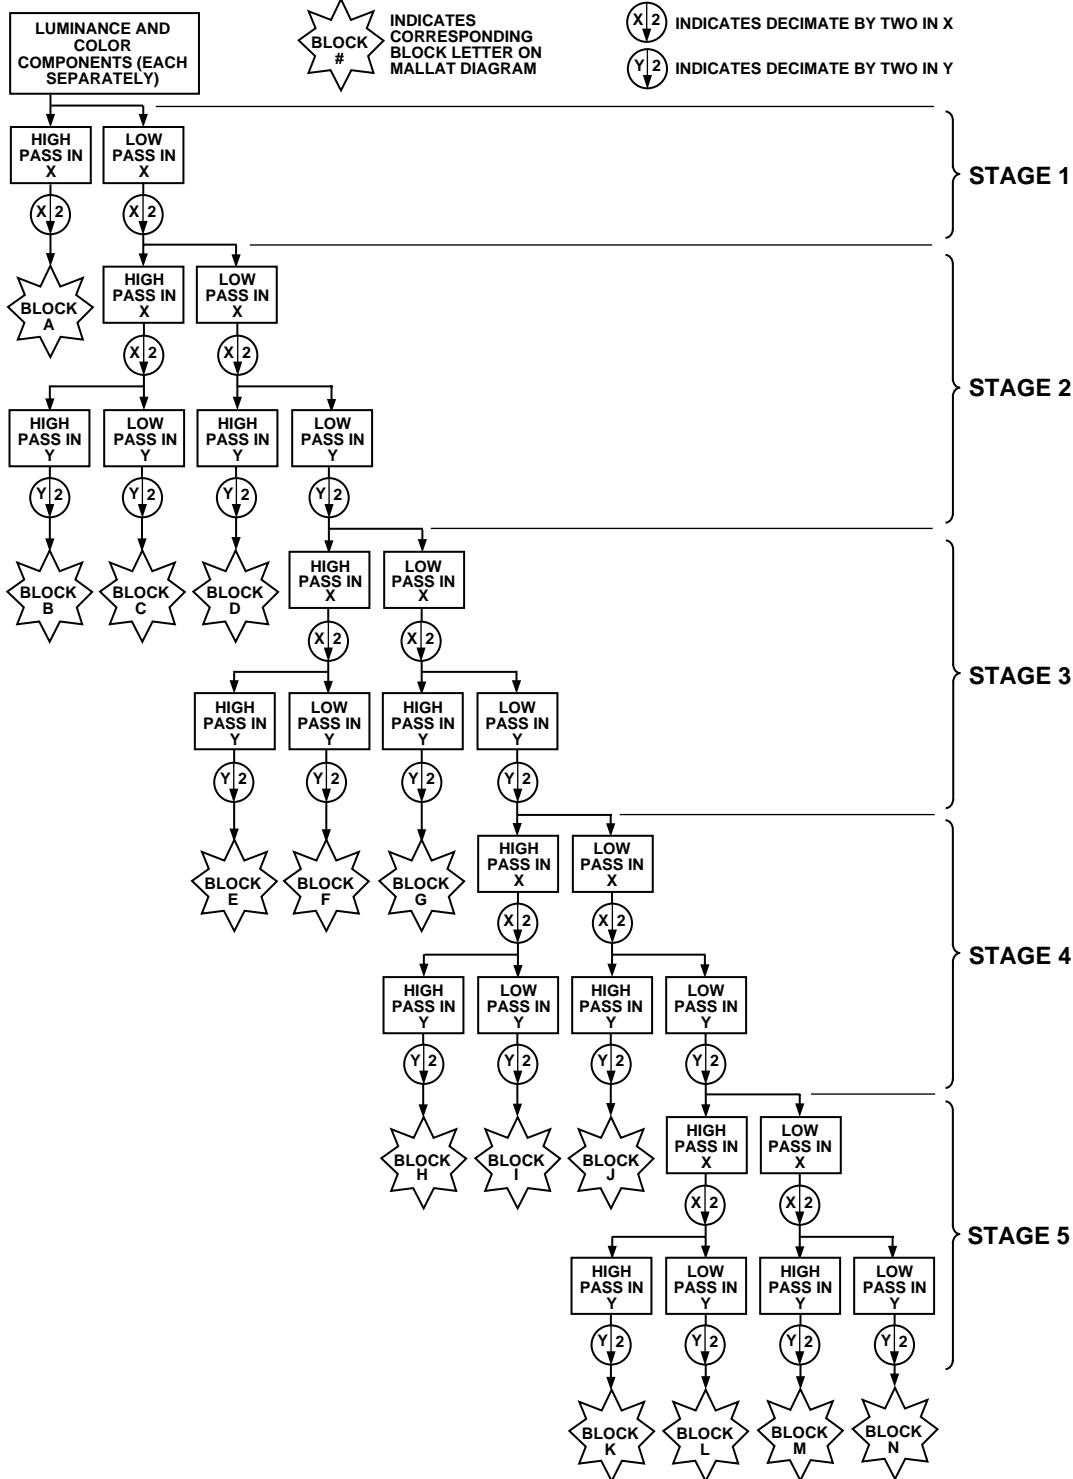 LUMINANCE AND
COLOR
COMPONENTS (EACH
SEPARATELY)
BLOCK
#
INDICATES
CORRESPONDING
BLOCK LETTER ON
MALLAT DIAGRAM
X 2
INDICATES DECIMATE BY TWO IN X
Y 2
INDICATES DECIMATE BY TWO IN Y
HIGH
PASS IN
X
LOW
PASS IN
X
STAGE 1
X 2
X 2
BLOCK
A
HIGH
PASS IN
X
LOW
PASS IN
X
X 2
X 2
STAGE 2
HIGH
PASS IN
Y
LOW
PASS IN
Y
HIGH
PASS IN
Y
LOW
PASS IN
Y
Y 2
Y 2
Y 2
Y 2
BLOCK
B
BLOCK
C
BLOCK
D
HIGH
PASS IN
X
LOW
PASS IN
X
X 2
X 2
STAGE 3
HIGH
PASS IN
Y
LOW
PASS IN
Y
HIGH
PASS IN
Y
LOW
PASS IN
Y
Y 2
Y 2
Y 2
Y 2
BLOCK
E
BLOCK
F
BLOCK
G
HIGH
PASS IN
X
LOW
PASS IN
X
X 2
X 2
STAGE 4
HIGH
PASS IN
Y
LOW
PASS IN
Y
HIGH
PASS IN
Y
LOW
PASS IN
Y
Y 2
Y 2
Y 2
Y 2
BLOCK
H
BLOCK
I
BLOCK
J
HIGH
PASS IN
X
LOW
PASS IN
X
X 2
X 2
STAGE 5
HIGH
PASS IN
Y
LOW
PASS IN
Y
HIGH
PASS IN
Y
LOW
PASS IN
Y
Y 2
Y 2
Y 2
Y 2
BLOCK
K
BLOCK
L
BLOCK
M
BLOCK
N